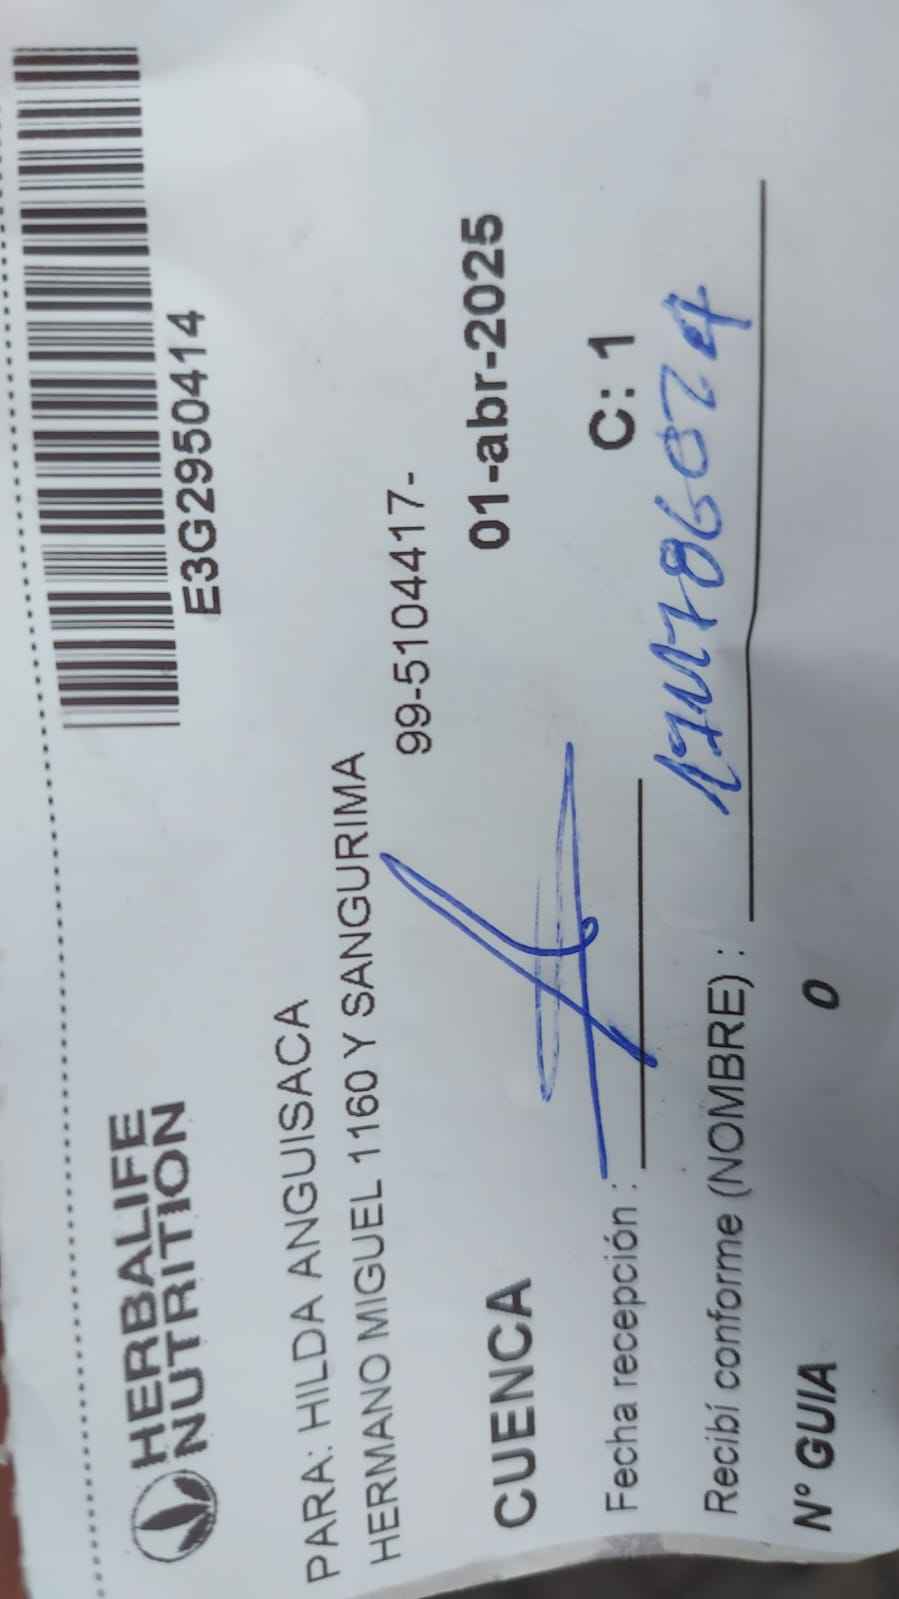 E3G295014
HERBALIFE
NUTRITION
PARA: HILDA ANGUISACA
HERMANO MIGUEL 1160 Y SANGURIMA
99-5104417-
CUENCA 01-abr-2025
C: 1
Fecha recepción :
Recibí conforme (NOMBRE) :
N° GUIA 0